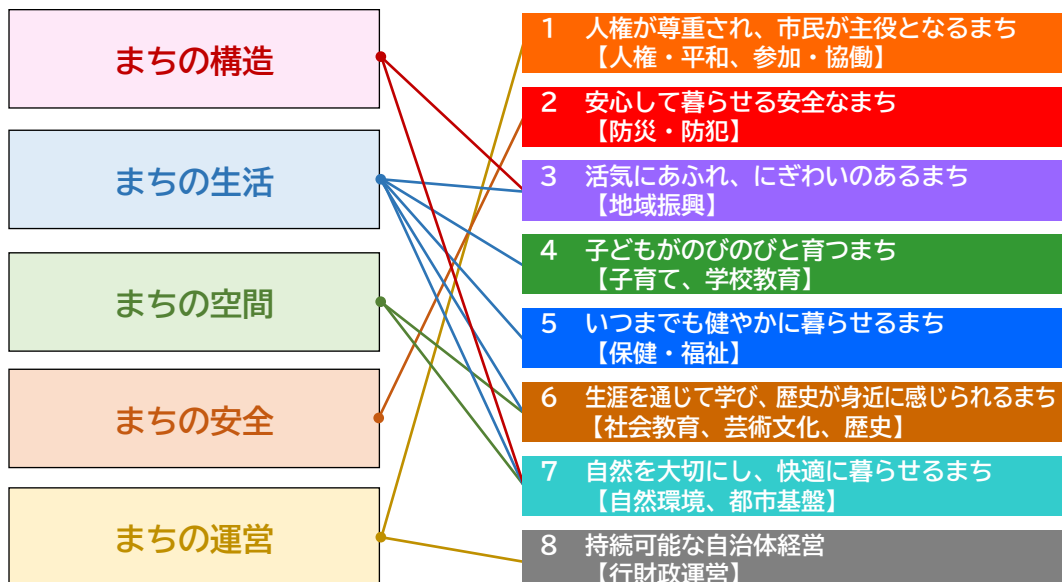 まちの構造
まちの生活
まちの空間
まちの安全
まちの運営
1 人権が尊重され、市民が主役となるまち
【人権・平和、参加・協働】
2 安心して暮らせる安全なまち
【防災・防犯】
3 活気にあふれ、にぎわいのあるまち
【地域振興】
4 子どもがのびのびと育つまち
【子育て、学校教育】
5 いつまでも健やかに暮らせるまち
【保健・福祉】
6 生涯を通じて学び、歴史が身近に感じられるまち
【社会教育、芸術文化、歴史】
7 自然を大切にし、快適に暮らせるまち
【自然環境、都市基盤】
8 持続可能な自治体経営
【行財政運営】